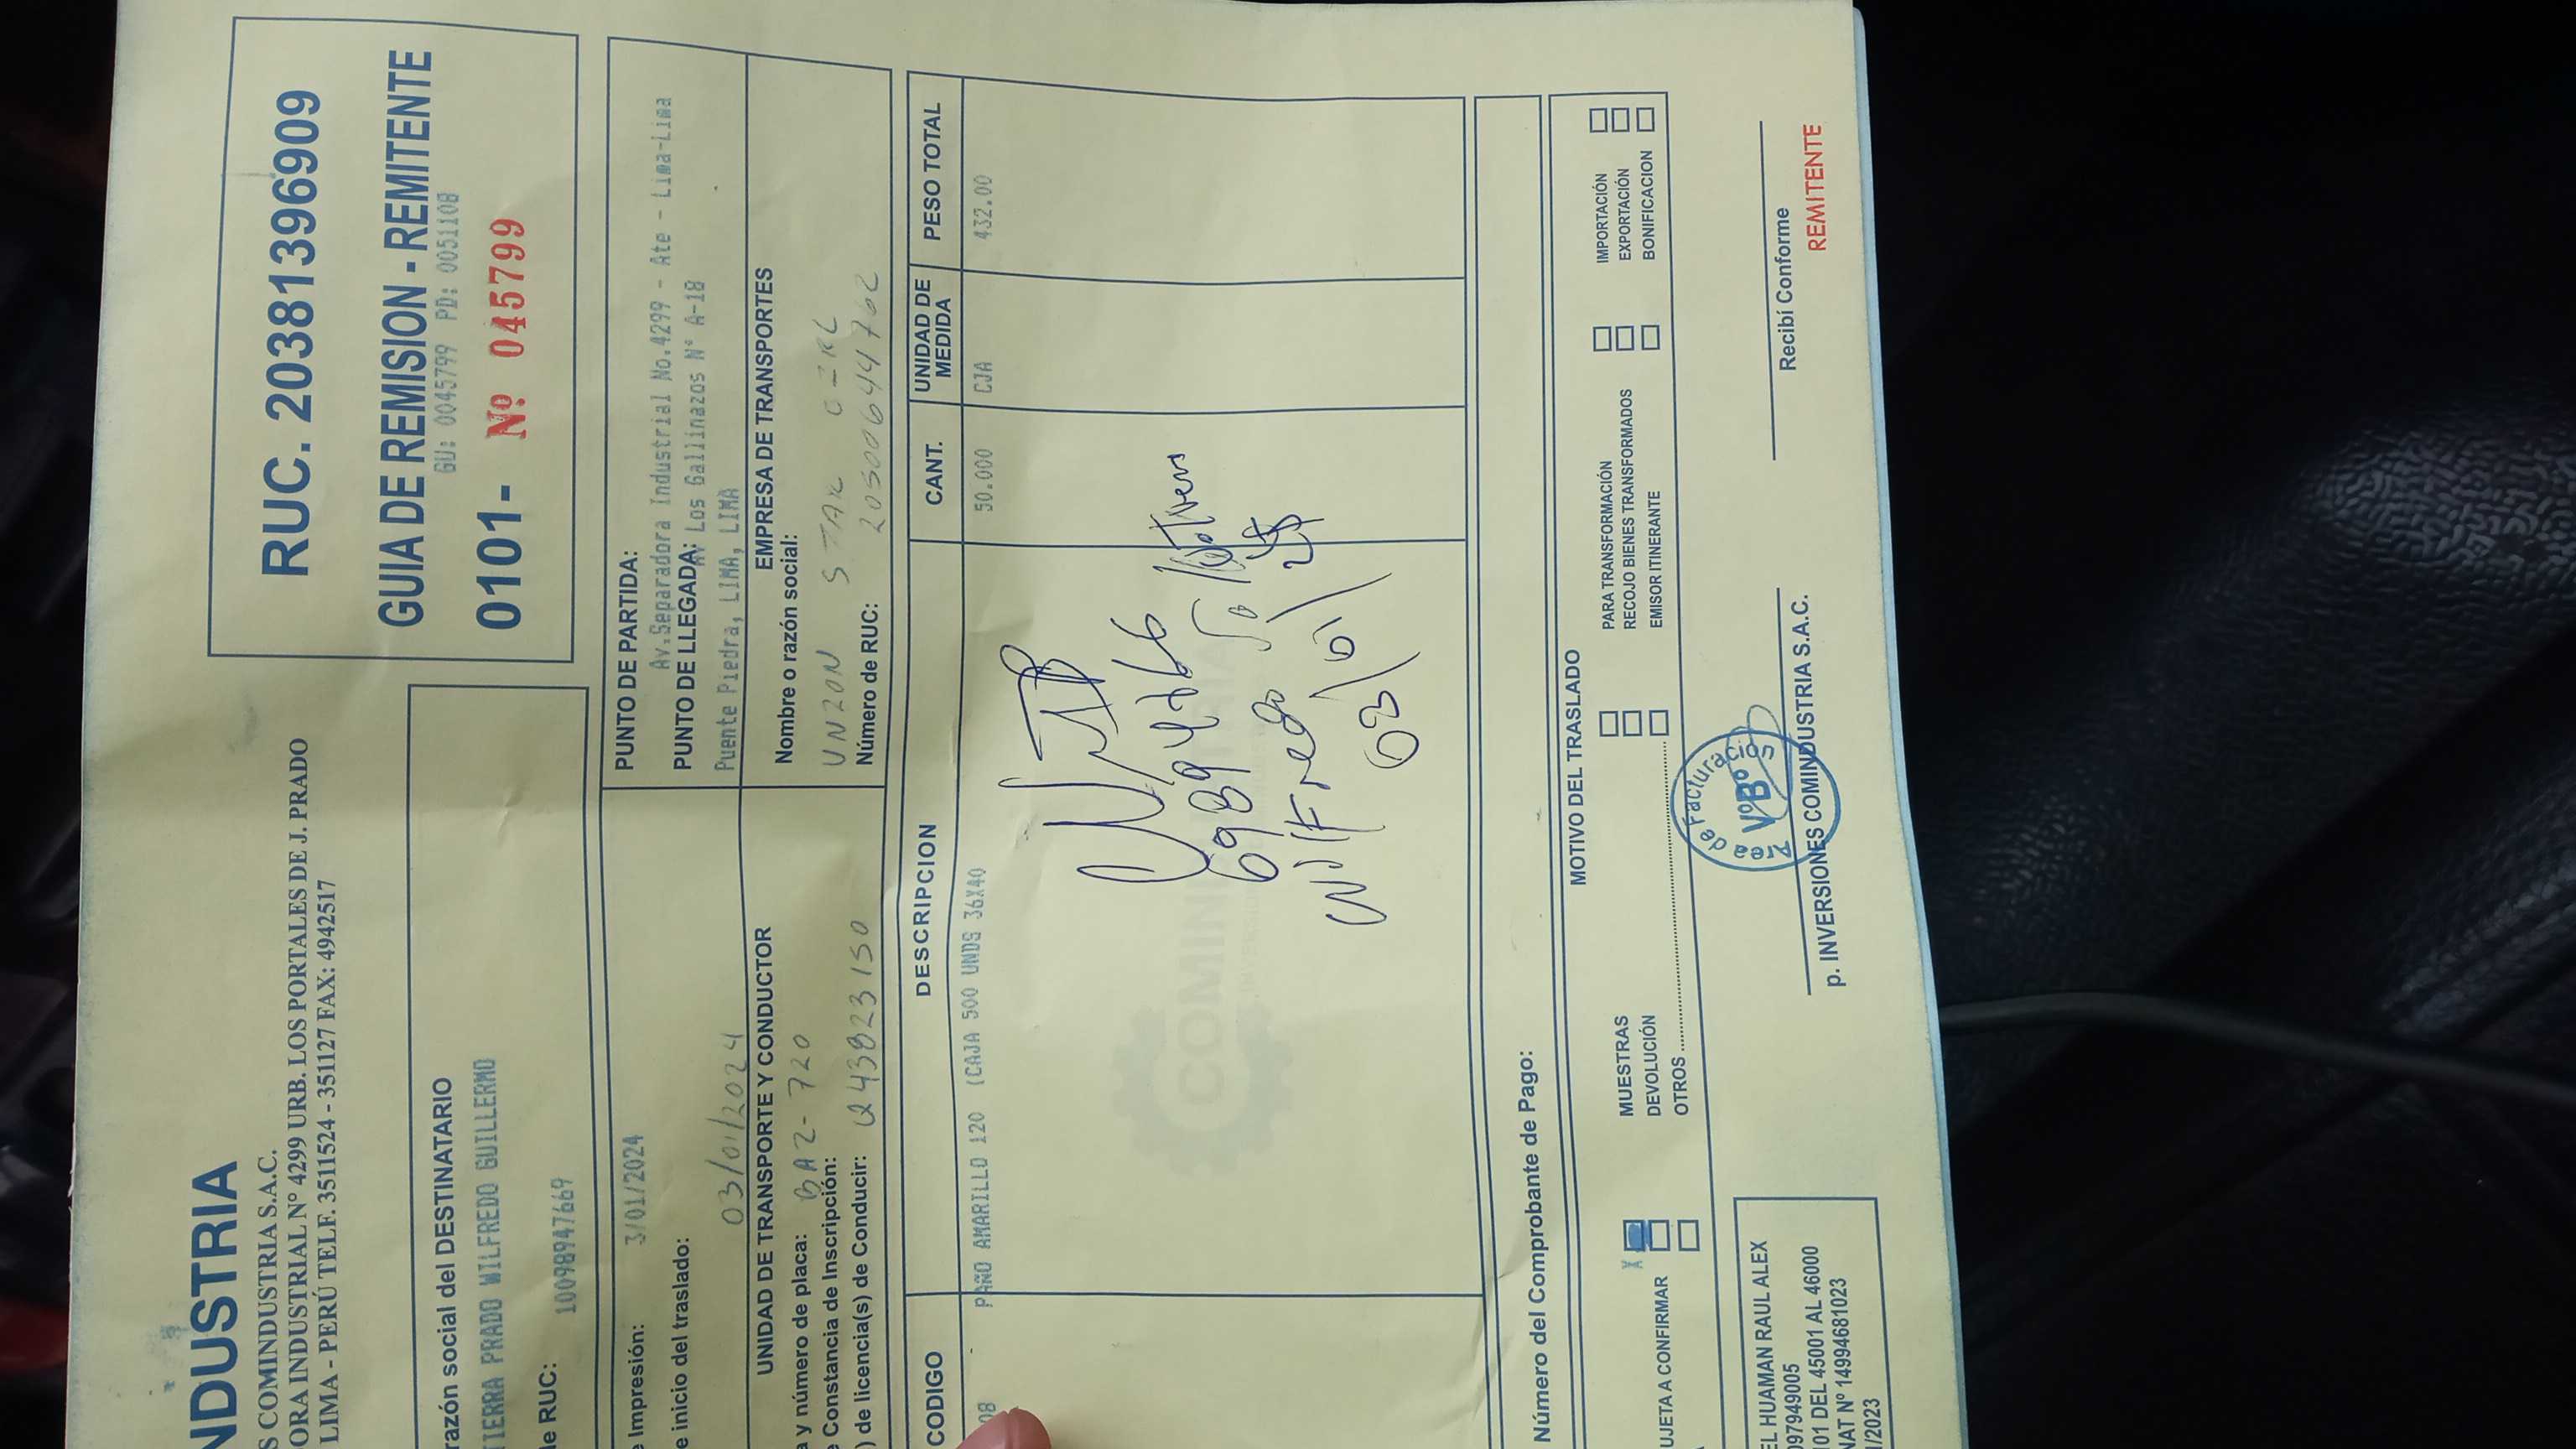 NDUSTRIA
S COMINDUSTRIA S.A.C.
ORA INDUSTRIAL Nº 4299 URB. LOS PORTALES DE J. PRADO
LIMA - PERÚ TELF. 3511524 - 351127 FAX: 4942517
RUC. 20381396909
GUIA DE REMISION - REMITENTE
GU: 0045799 PD: 0051108
0101- Nº 045799
razón social del DESTINATARIO
TIERRA PRADO WILFREDO GUILLERMO
de RUC: 10098947669
e Impresión: 3/01/2024
e inicio del traslado:
03/01/2024
PUNTO DE PARTIDA:
Av.Separadora Industrial No.4299 - Ate - Lima-Lima
PUNTO DE LLEGADA:
Av Los Gallinazos N° A-18
Puente Piedra, LIMA, LIMA
UNIDAD DE TRANSPORTE Y CONDUCTOR
a y número de placa: BAZ-720
e Constancia de Inscripción:
) de licencia(s) de Conducir: Q43823150
EMPRESA DE TRANSPORTES
Nombre o razón social:
STAR
Número de RUC:
CODIGO DESCRIPCION CANT. UNIDAD DE MEDIDA PESO TOTAL
08 PAÑO AMARILLO 120 (CAJA 500 UNDS 36X40 50.000 CJA 432.00
COMINDUSTRIA
03/01/
Número del Comprobante de Pago:
MOTIVO DEL TRASLADO
UJETA A CONFIRMAR
X
MUESTRAS
DEVOLUCIÓN
OTROS
PARA TRANSFORMACIÓN
RECOJO BIENES TRANSFORMADOS
EMISOR ITINERANTE
IMPORTACIÓN
EXPORTACIÓN
BONIFICACION
EL HUAMAN RAUL ALEX
097949005
101 DEL 45001 AL 46000
NAT Nº 14994681023
1/2023
Area de Facturación
VºBº
p. INVERSIONES COMINDUSTRIA S.A.C.
Recibí Conforme
REMITENTE